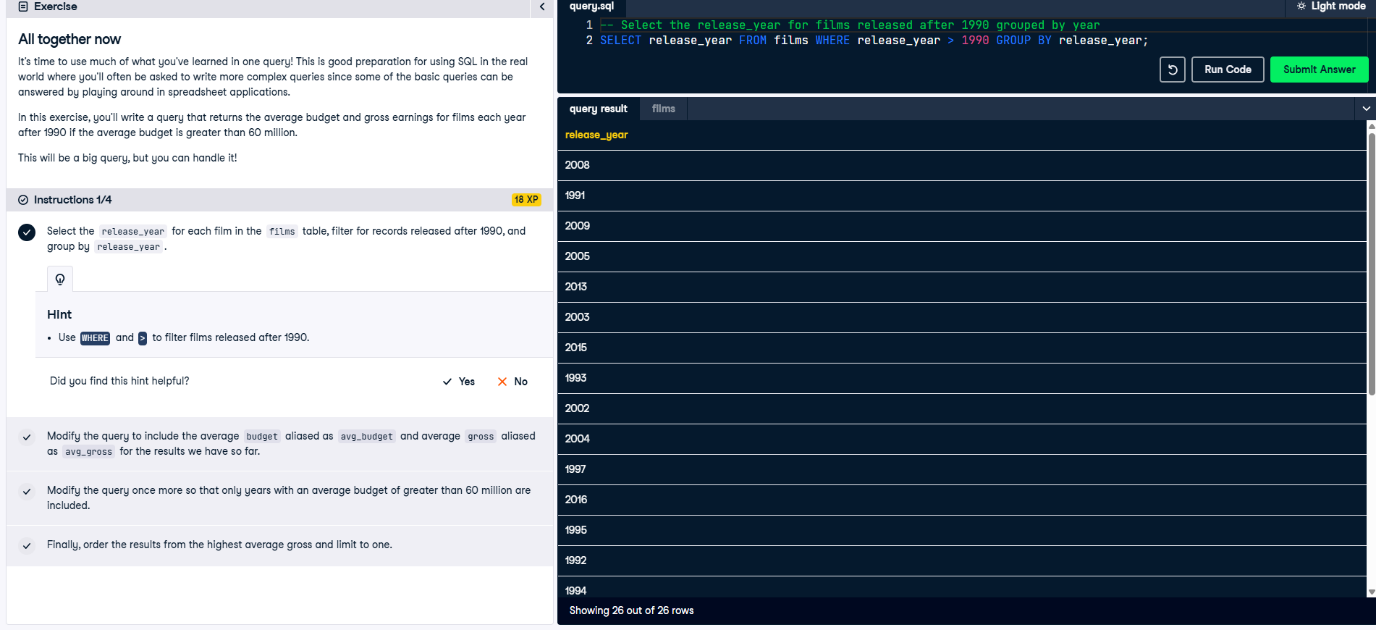 Exercise
All together now
It's time to use much of what you've learned in one query! This is good preparation for using SQL in the real
world where you'll often be asked to write more complex queries since some of the basic queries can be
answered by playing around in spreadsheet applications.
In this exercise, you'll write a query that returns the average budget and gross earnings for films each year
after 1990 if the average budget is greater than 60 million.
This will be a big query, but you can handle it!
Instructions 1/4
18 XP
Select the release_year for each film in the films table, filter for records released after 1990, and
group by release_year.
Hint
• Use WHERE and > to filter films released after 1990.
Did you find this hint helpful?
Yes
No
Modify the query to include the average budget aliased as avg_budget and average gross aliased
as avg_gross for the results we have so far.
Modify the query once more so that only years with an average budget of greater than 60 million are
included.
Finally, order the results from the highest average gross and limit to one.
query.sql
Light mode
1 -- Select the release_year for films released after 1990 grouped by year
2 SELECT release_year FROM films WHERE release_year > 1990 GROUP BY release_year;
Run Code
Submit Answer
query result
films
release_year
2008
1991
2009
2005
2013
2003
2015
1993
2002
2004
1997
2016
1995
1992
1994
Showing 26 out of 26 rows